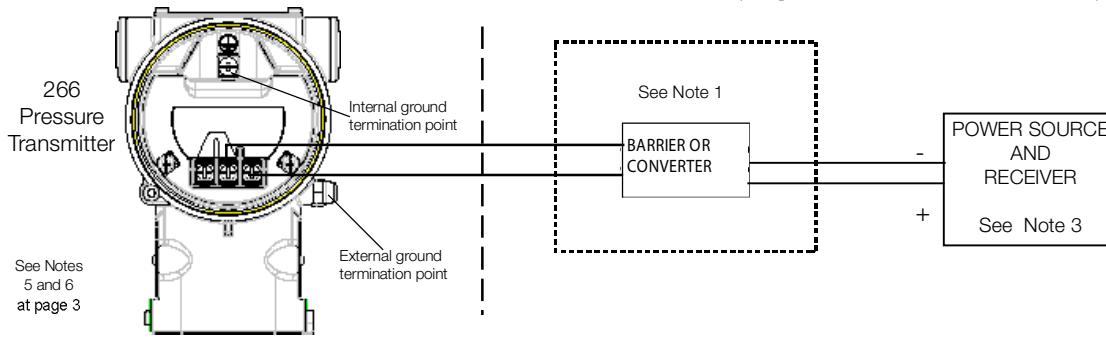 266
Pressure
Transmitter
Internal ground
termination point
External ground
termination point
See Notes
5 and 6
at page 3
See Note 1
BARRIER OR
CONVERTER
-
+
POWER SOURCE
AND
RECEIVER
See Note 3